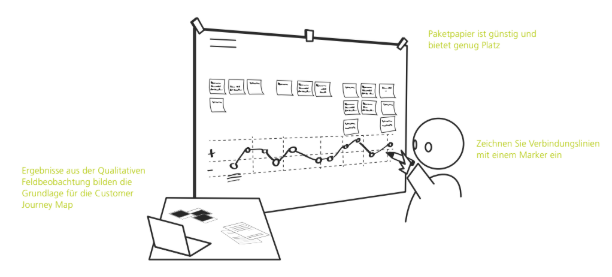 Paketpapier ist günstig und
bietet genug Platz
Zeichnen Sie Verbindungslinien
mit einem Marker ein
Ergebnisse aus der Qualitativen
Feldbeobachtung bilden die
Grundlage für die Customer
Journey Map
+
-